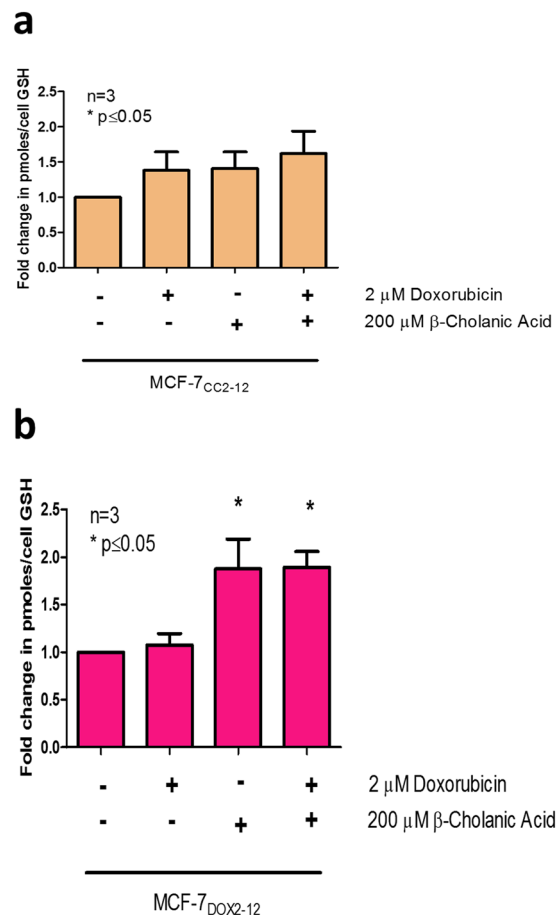 a
Fold change in pmoles/cell GSH
2.5
2.0
1.5
1.0
0.5
0.0
n=3
* p≤0.05
- + - + 2 μM Doxorubicin
- - + + 200 μM β-Cholanic Acid
MCF-7CC2-12
b
Fold change in pmoles/cell GSH
2.5
2.0
1.5
1.0
0.5
0.0
n=3
* p≤0.05
* *
- + - + 2 μM Doxorubicin
- - + + 200 μM β-Cholanic Acid
MCF-7DOX2-12